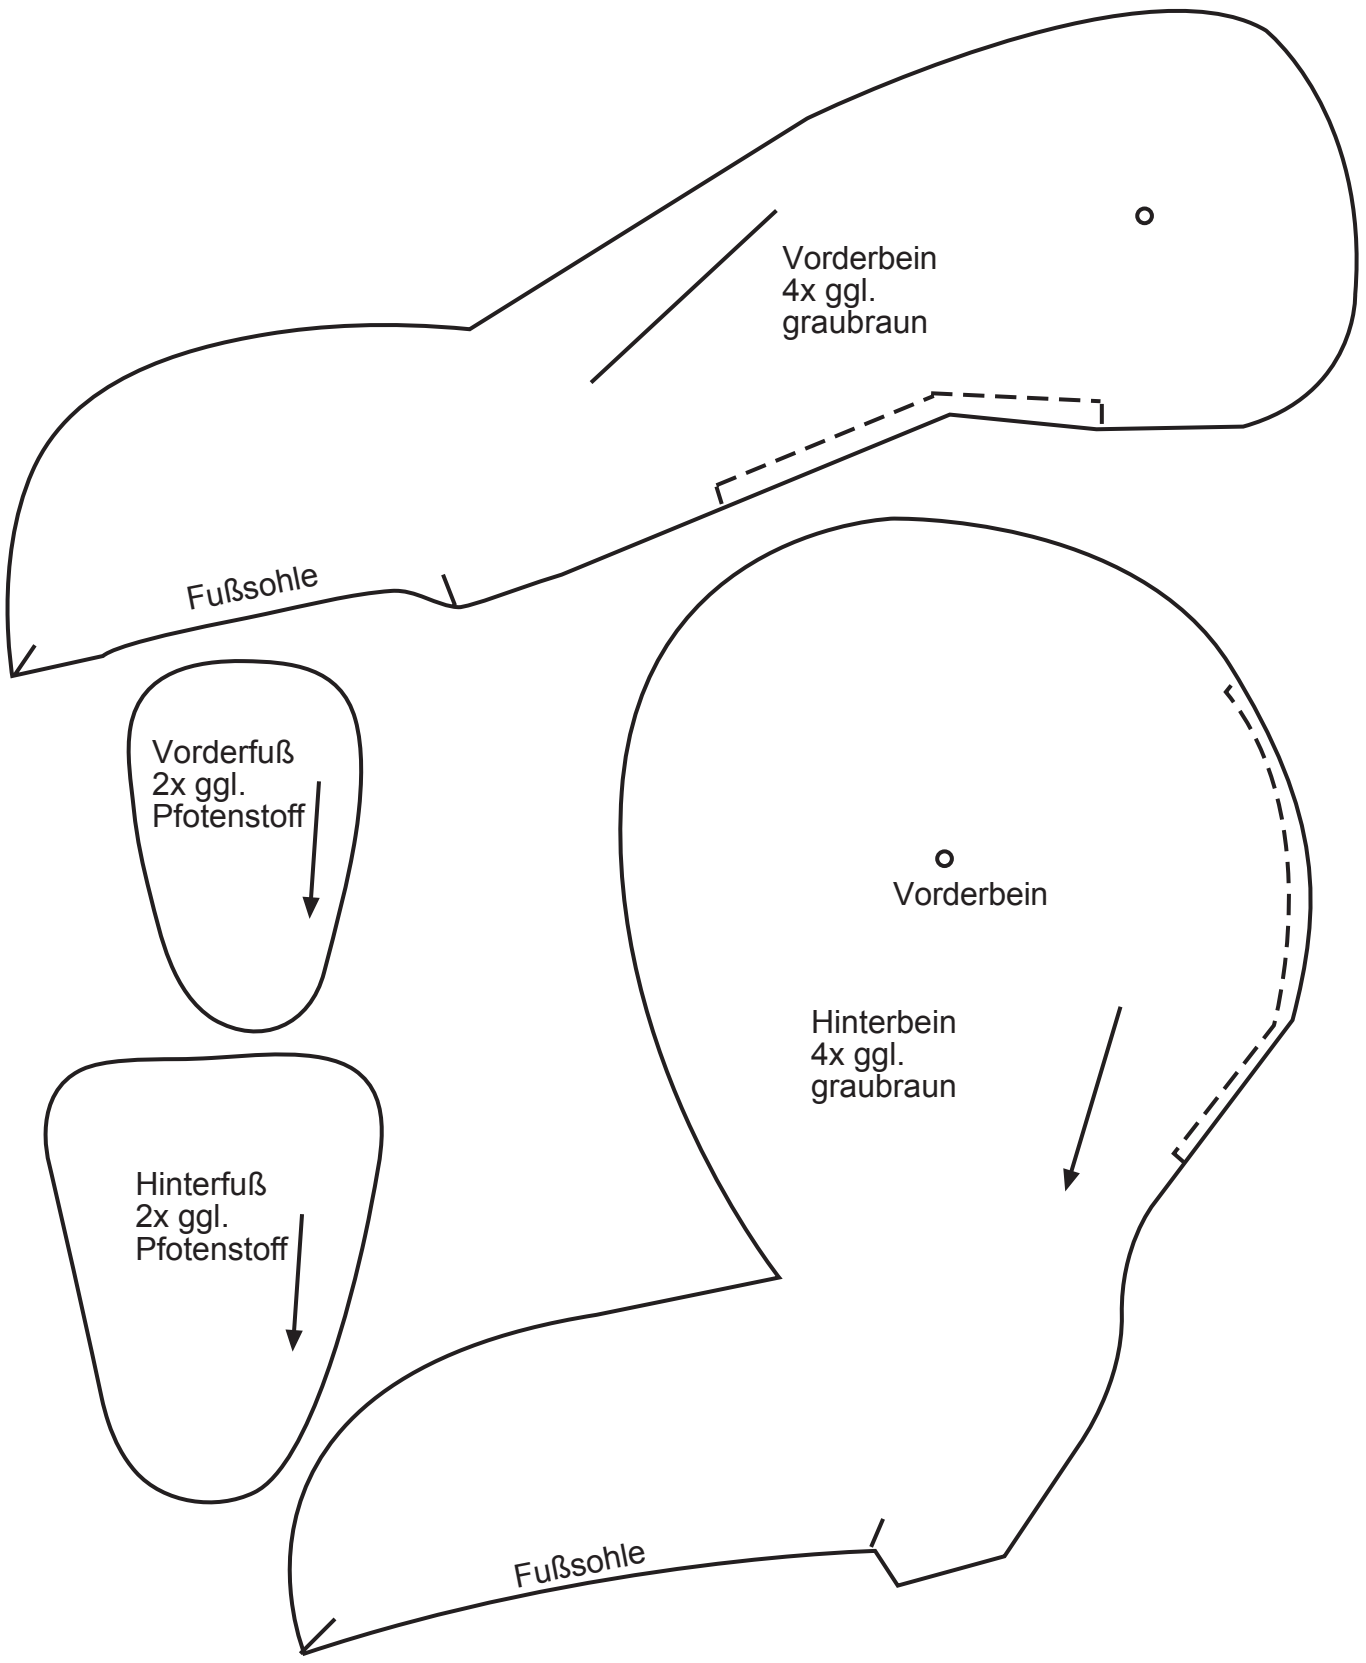 Vorderbein
4x ggl.
graubraun
Fußsohle
Vorderfuß
2x ggl.
Pfotenstoff
Vorderbein
Hinterbein
4x ggl.
graubraun
Hinterfuß
2x ggl.
Pfotenstoff
Fußsohle